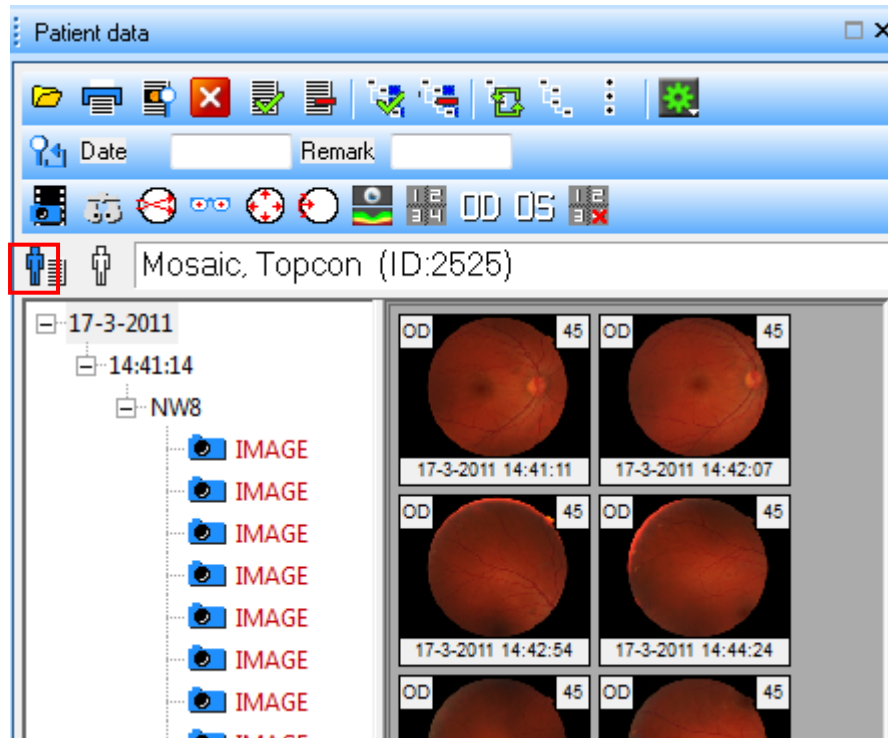 Patient data
Date Remark
OD OS
Mosaic, Topcon (ID:2525)
17-3-2011
14:41:14
NW8
IMAGE
IMAGE
IMAGE
IMAGE
IMAGE
IMAGE
IMAGE
IMAGE
OD 45 OD 45
17-3-2011 14:41:11 17-3-2011 14:42:07
OD 45 OD 45
17-3-2011 14:42:54 17-3-2011 14:44:24
OD 45 OD 45